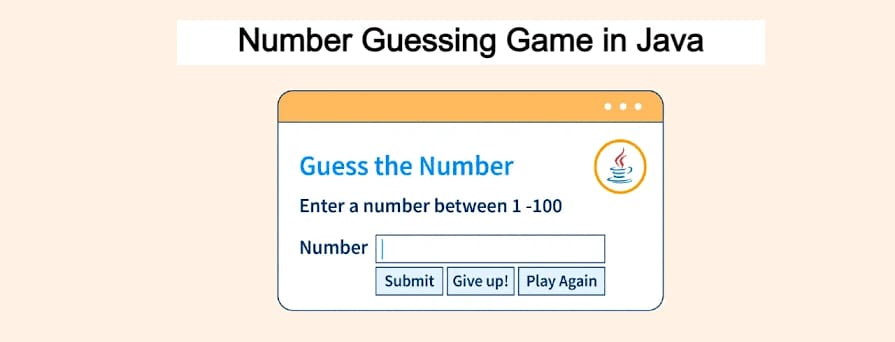 Number Guessing Game in Java
Guess the Number
Enter a number between 1 -100
Number
Submit Give up! Play Again